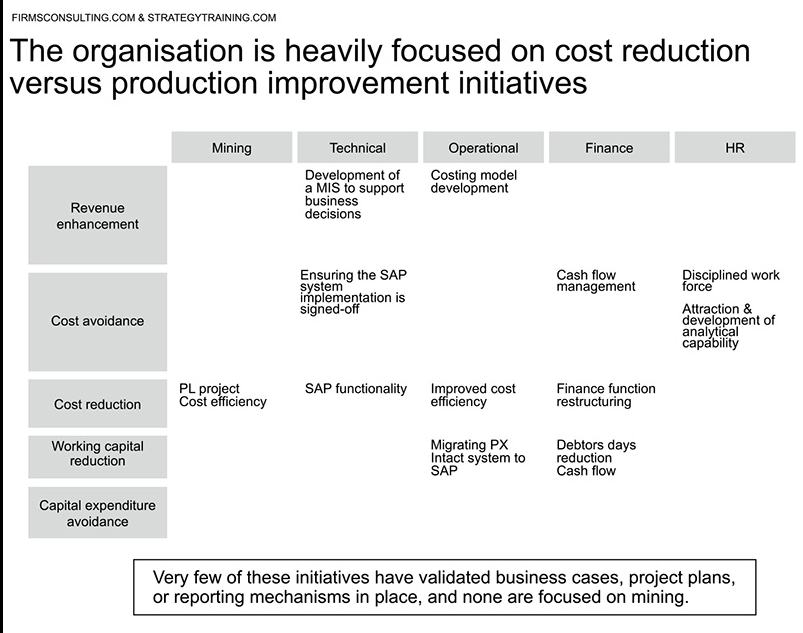 FIRMSCONSULTING.COM & STRATEGYTRAINING.COM
The organisation is heavily focused on cost reduction
versus production improvement initiatives
Mining
Technical
Operational
Finance
HR
Revenue
enhancement
Development of
a MIS to support
business
decisions
Costing model
development
Cost avoidance
Ensuring the SAP
system
implementation is
signed-off
Cash flow
management
Disciplined work
force
Attraction &
development of
analytical
capability
Cost reduction
PL project
Cost efficiency
SAP functionality
Improved cost
efficiency
Finance function
restructuring
Working capital
reduction
Migrating PX
Intact system to
SAP
Debtors days
reduction
Cash flow
Capital expenditure
avoidance
Very few of these initiatives have validated business cases, project plans,
or reporting mechanisms in place, and none are focused on mining.